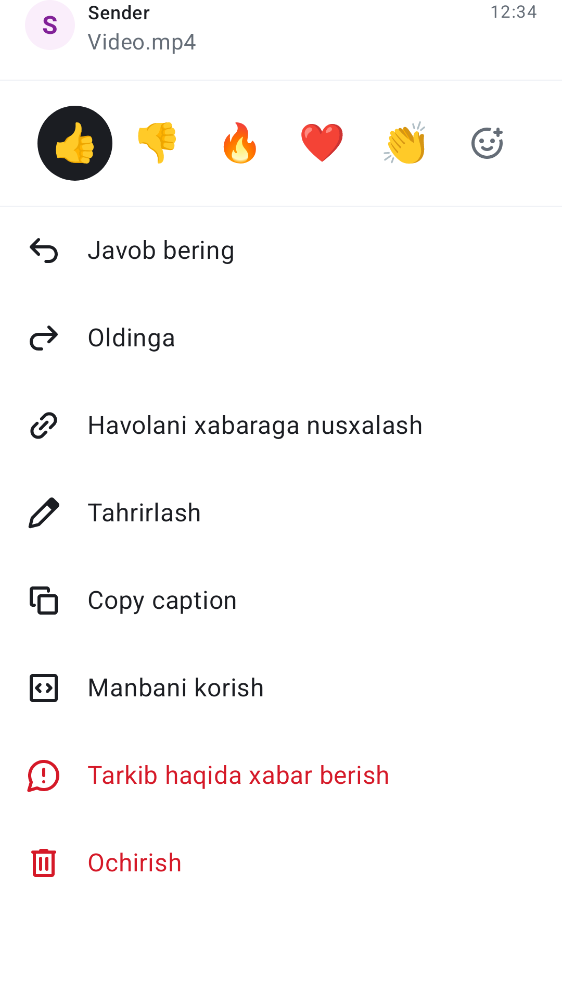 S
Sender
12:34
Video.mp4
Javob bering
Oldinga
Havolani xabaraga nusxalash
Tahrirlash
Copy caption
Manbani korish
Tarkib haqida xabar berish
Ochirish